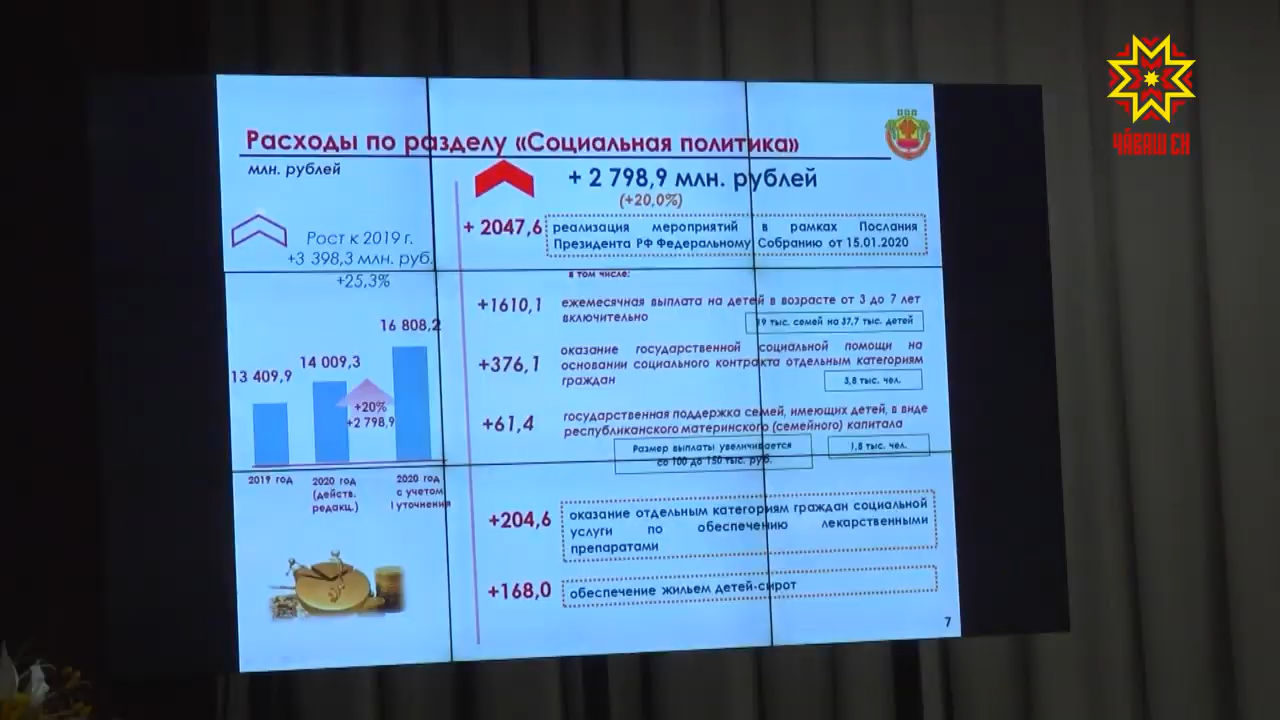 Расходы по разделу «Социальная политика»
млн. рублей
Рост к 2019 г.
+3 398,3 млн. руб.
+25,3%
13 409,9
14 009,3
16 808,2
+20%
+2 798,9
2019 год
2020 год
(действ.
редакц.)
2020 год
с учетом
I уточнения
+ 2 798,9 млн. рублей
(+20,0%)
+ 2047,6
реализация мероприятий в рамках Послания
Президента РФ Федеральному Собранию от 15.01.2020
в том числе:
+1610,1
ежемесячная выплата на детей в возрасте от 3 до 7 лет
включительно
19 тыс. семей на 37,7 тыс. детей
+376,1
оказание государственной социальной помощи на
основании социального контракта отдельным категориям
граждан
3,8 тыс. чел.
+61,4
государственная поддержка семей, имеющих детей, в виде
республиканского материнского (семейного) капитала
Размер выплаты увеличивается
со 100 до 150 тыс. руб.
1,5 тыс. чел.
+204,6
оказание отдельным категориям граждан социальной
услуги по обеспечению лекарственными
препаратами
+168,0
обеспечение жильем детей-сирот
7
ЧӐВАШ ЕН